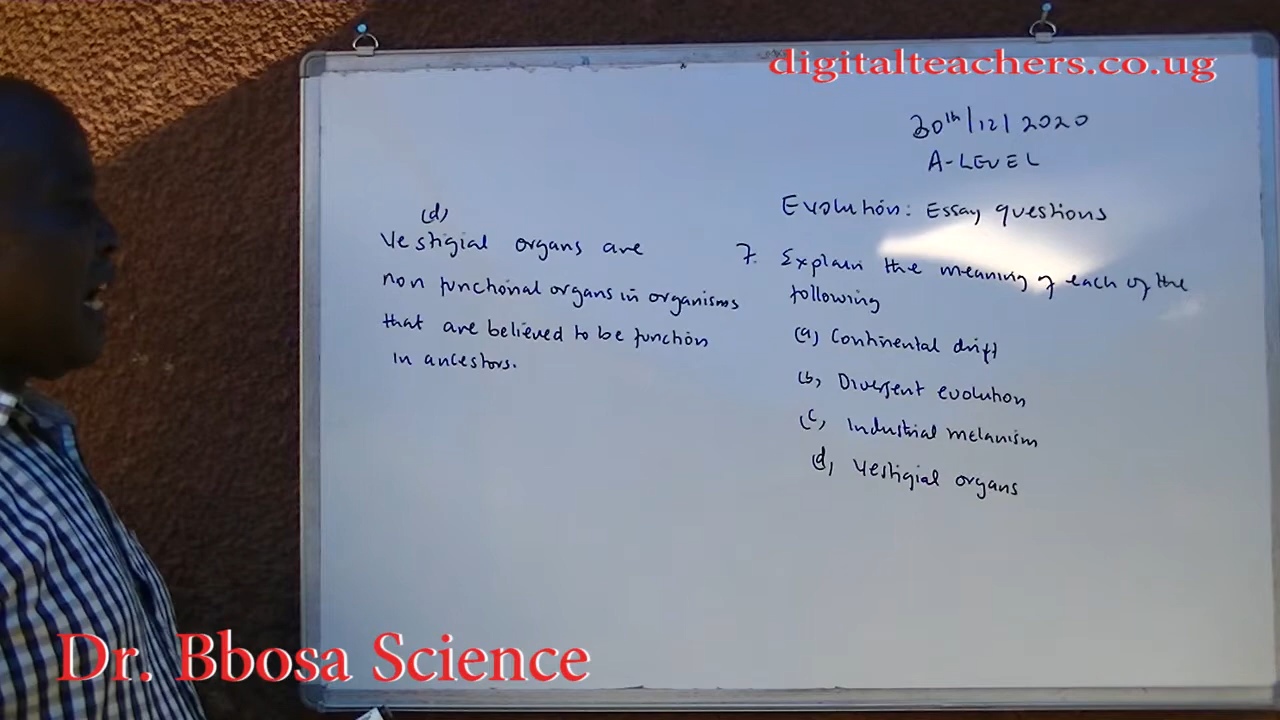 digitalteachers.co.ug
30th/12/2020
A-LEVEL
Evolution: Essay questions
7. Explain the meaning of each of the
following
(a) Continental drift
(b) Divergent evolution
(c) Industrial melanism
(d) Vestigial organs
(d)
Vestigial organs are
non functional organs in organisms
that are believed to be function
in ancestors.
Dr. Bbosa Science